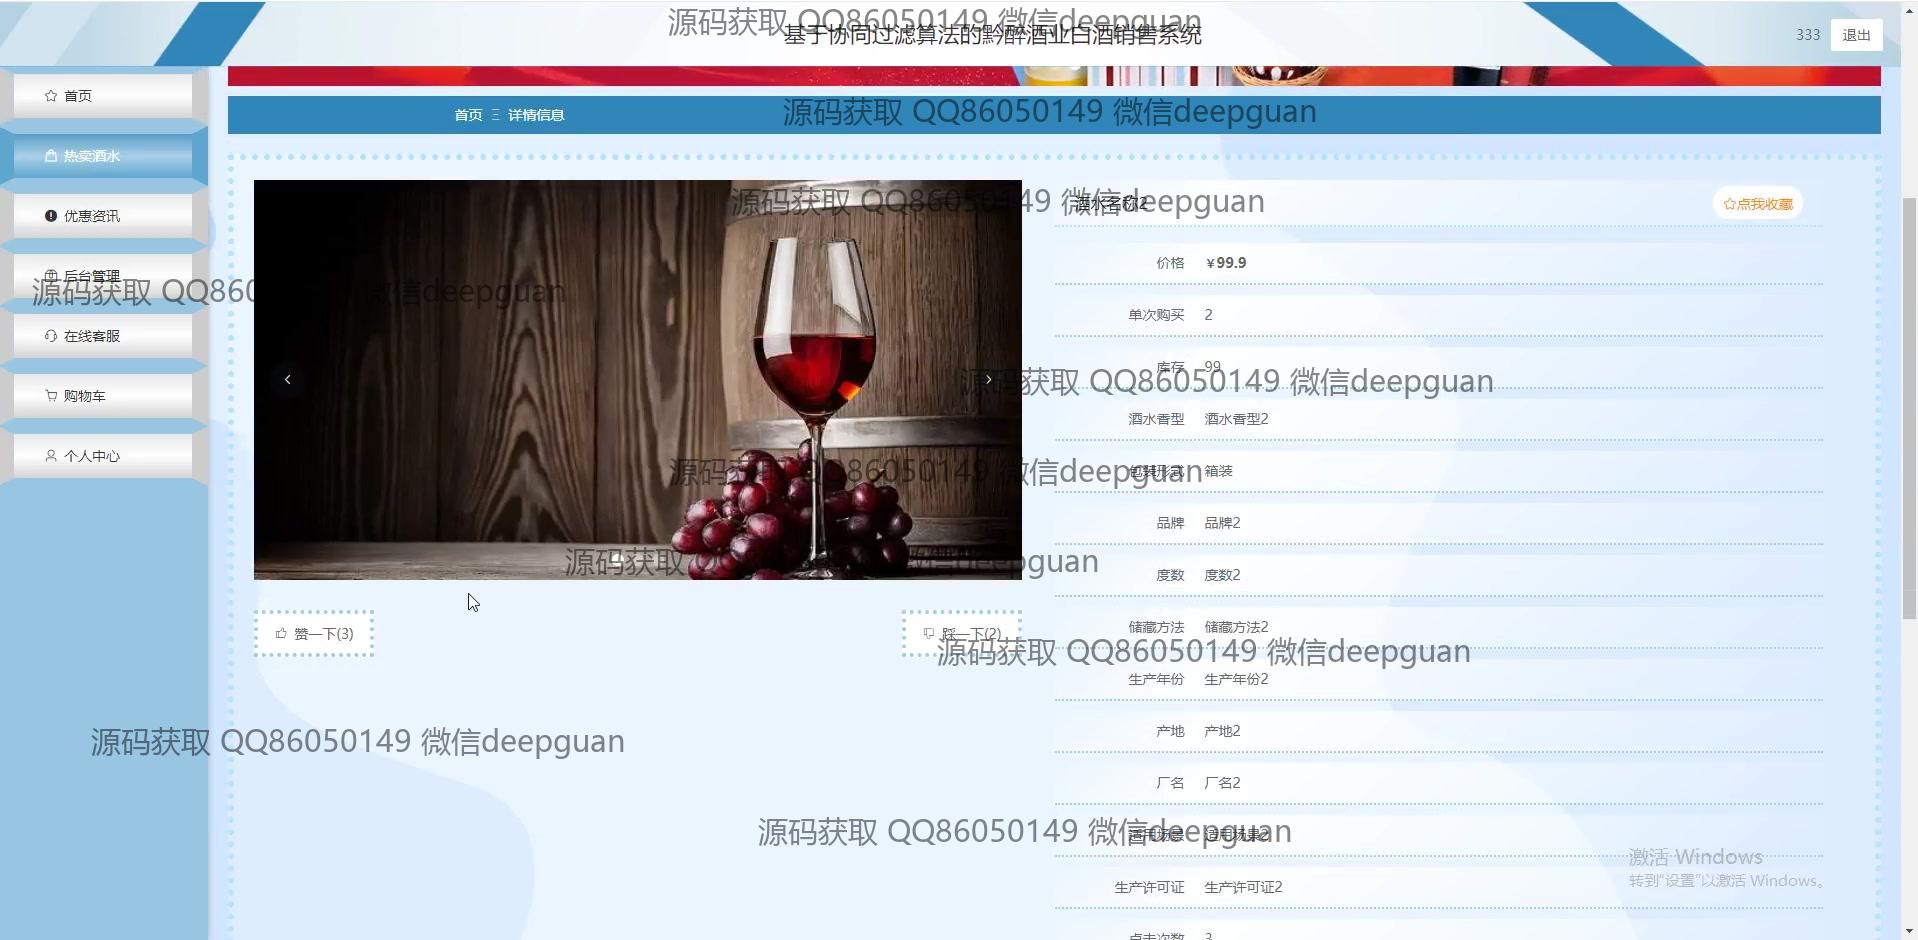 源码获取 QQ86050149 微信deepguan
基于协同过滤算法的黔醉酒业白酒销售系统
333 退出
首页
热卖酒水
优惠资讯
后台管理
在线客服
购物车
个人中心
首页 Ξ 详情信息
源码获取 QQ86050149 微信deepguan
源码获取 QQ86050149 微信deepguan
酒水名称2
点我收藏
价格 ¥99.9
源码获取 QQ86050149 微信deepguan
单次购买 2
库存 99
源码获取 QQ86050149 微信deepguan
酒水香型 酒水香型2
包装形式 箱装
源码获取 QQ86050149 微信deepguan
品牌 品牌2
源码获取 QQ86050149 微信deepguan
度数 度数2
赞一下(3)
踩一下(2)
储藏方法 储藏方法2
源码获取 QQ86050149 微信deepguan
生产年份 生产年份2
产地 产地2
源码获取 QQ86050149 微信deepguan
厂名 厂名2
源码获取 QQ86050149 微信deepguan
适用场景 适用场景2
激活 Windows
转到"设置"以激活 Windows。
生产许可证 生产许可证2
点击次数 3